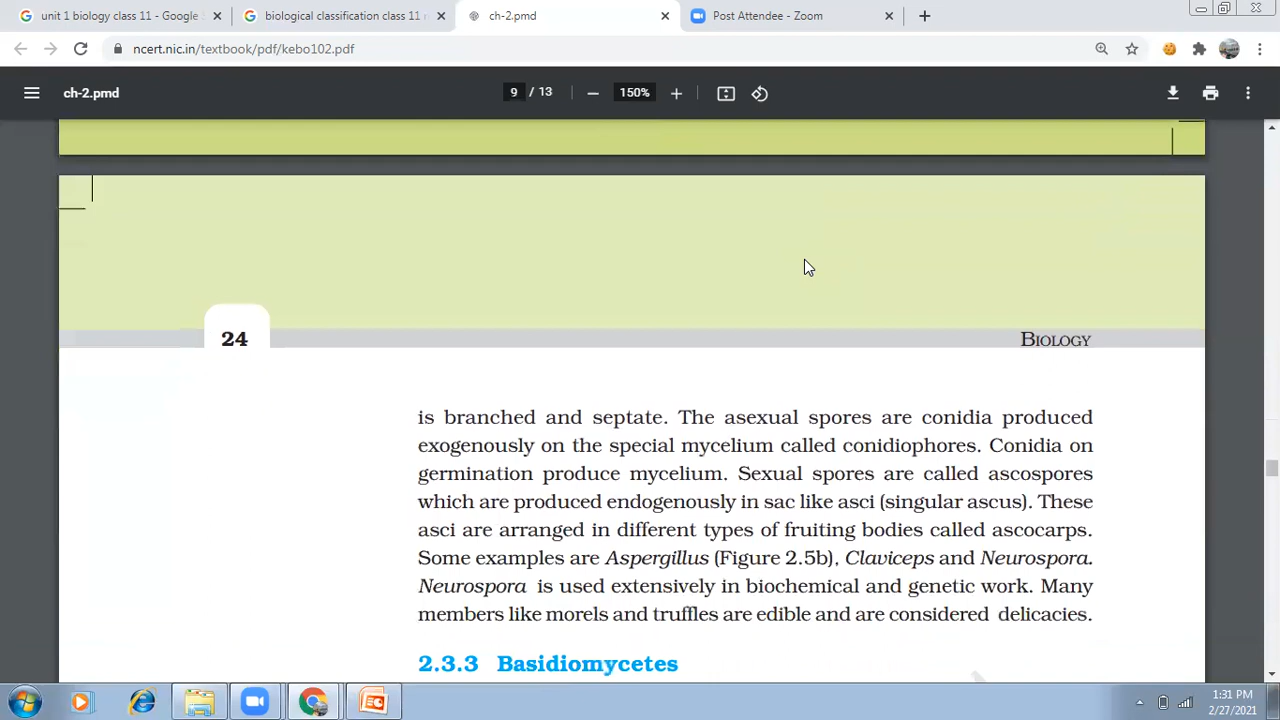 unit 1 biology class 11 - Google
biological classification class 11
ch-2.pmd
Post Attendee - Zoom
ncert.nic.in/textbook/pdf/kebo102.pdf
ch-2.pmd
9 / 13
150%
24
BIOLOGY
is branched and septate. The asexual spores are conidia produced
exogenously on the special mycelium called conidiophores. Conidia on
germination produce mycelium. Sexual spores are called ascospores
which are produced endogenously in sac like asci (singular ascus). These
asci are arranged in different types of fruiting bodies called ascocarps.
Some examples are Aspergillus (Figure 2.5b), Claviceps and Neurospora.
Neurospora is used extensively in biochemical and genetic work. Many
members like morels and truffles are edible and are considered delicacies.
2.3.3 Basidiomycetes
1:31 PM
2/27/2021